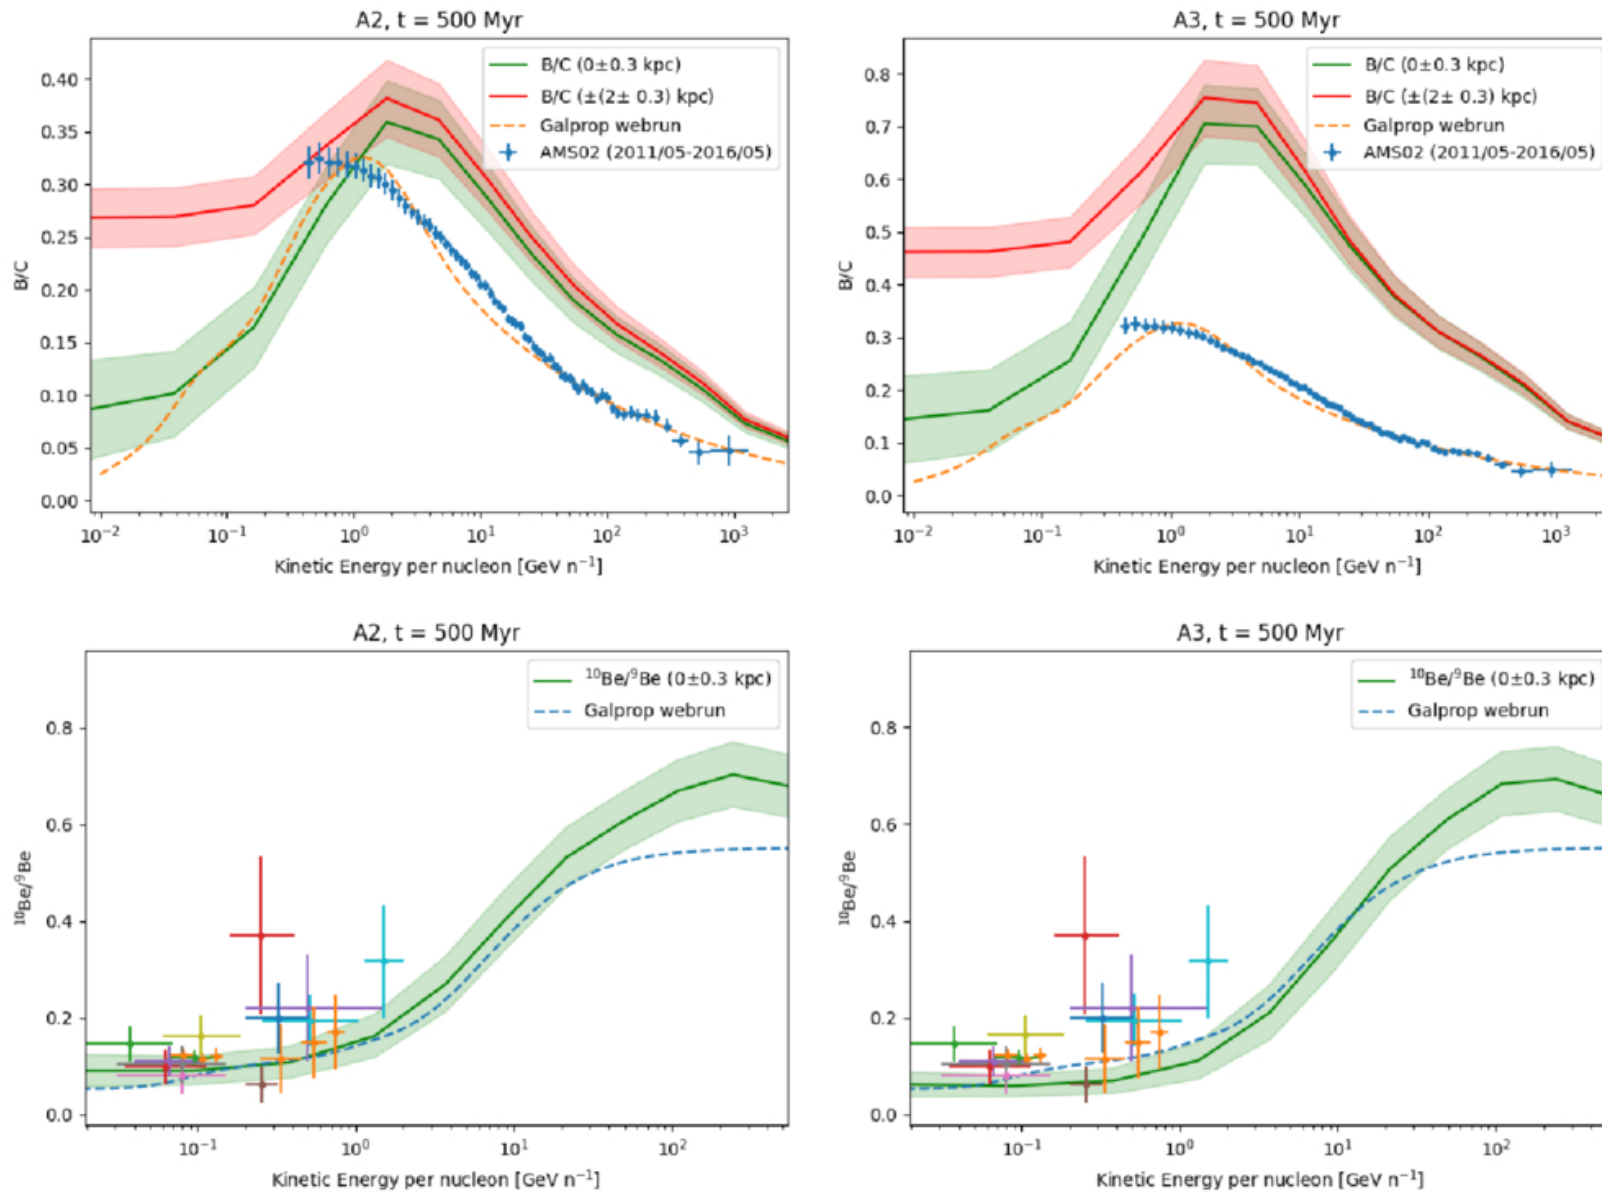 A2, t = 500 Myr
B/C (0±0.3 kpc)
B/C (±(2± 0.3) kpc)
Galprop webrun
AMS02 (2011/05-2016/05)
0.40
0.35
0.30
0.25
0.20
0.15
0.10
0.05
0.00
B/C
10⁻²
10⁻¹
10⁰
10¹
10²
10³
Kinetic Energy per nucleon [GeV n⁻¹]
A3, t = 500 Myr
B/C (0±0.3 kpc)
B/C (±(2± 0.3) kpc)
Galprop webrun
AMS02 (2011/05-2016/05)
0.8
0.7
0.6
0.5
0.4
0.3
0.2
0.1
0.0
B/C
10⁻²
10⁻¹
10⁰
10¹
10²
10³
Kinetic Energy per nucleon [GeV n⁻¹]
A2, t = 500 Myr
¹⁰Be/⁹Be (0±0.3 kpc)
Galprop webrun
0.8
0.6
0.4
0.2
0.0
¹⁰Be/⁹Be
10⁻¹
10⁰
10¹
10²
Kinetic Energy per nucleon [GeV n⁻¹]
A3, t = 500 Myr
¹⁰Be/⁹Be (0±0.3 kpc)
Galprop webrun
0.8
0.6
0.4
0.2
0.0
¹⁰Be/⁹Be
10⁻¹
10⁰
10¹
10²
Kinetic Energy per nucleon [GeV n⁻¹]